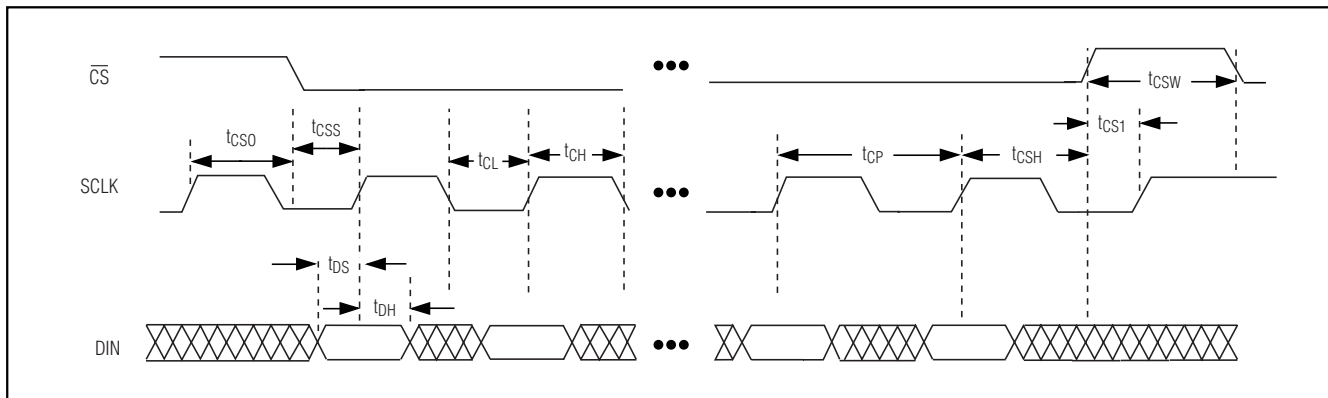 CS
tCSW
tCSO tCSS tCS1
tCL tCH tCP tCSH
SCLK
tDS
tDH
DIN